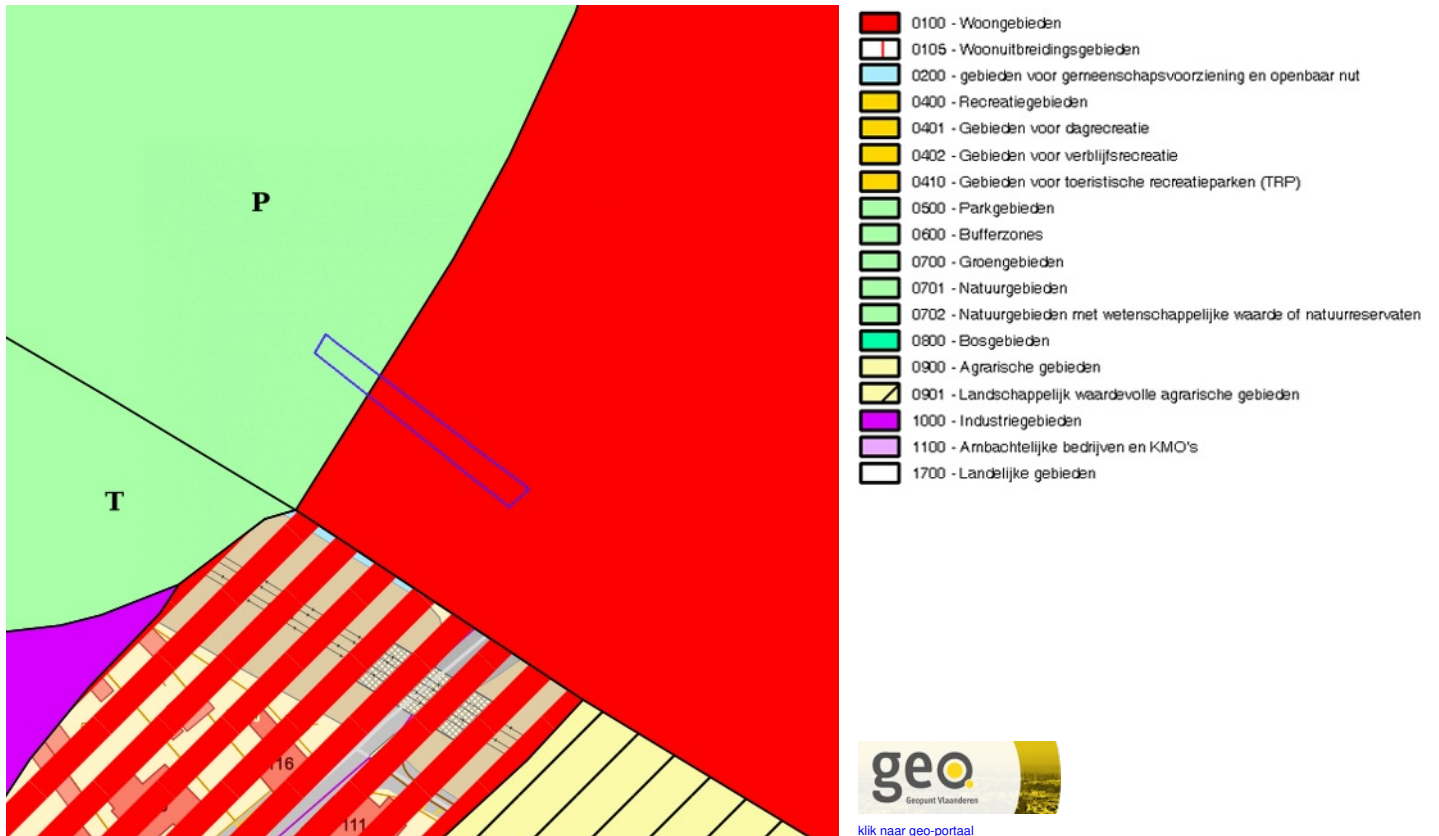 P
T
116
111
0100 - Woongebieden
0105 - Woonuitbreidingsgebieden
0200 - gebieden voor gemeenschapsvoorziening en openbaar nut
0400 - Recreatiegebieden
0401 - Gebieden voor dagrecreatie
0402 - Gebieden voor verblijfsrecreatie
0410 - Gebieden voor toeristische recreatieparken (TRP)
0500 - Parkgebieden
0600 - Bufferzones
0700 - Groengebieden
0701 - Natuurgebieden
0702 - Natuurgebieden met wetenschappelijke waarde of natuurreservaten
0800 - Bosgebieden
0900 - Agrarische gebieden
0901 - Landschappelijk waardevolle agrarische gebieden
1000 - Industriegebieden
1100 - Ambachtelijke bedrijven en KMO's
1700 - Landelijke gebieden
geo.
Geopunt Vlaanderen
klik naar geo-portaal